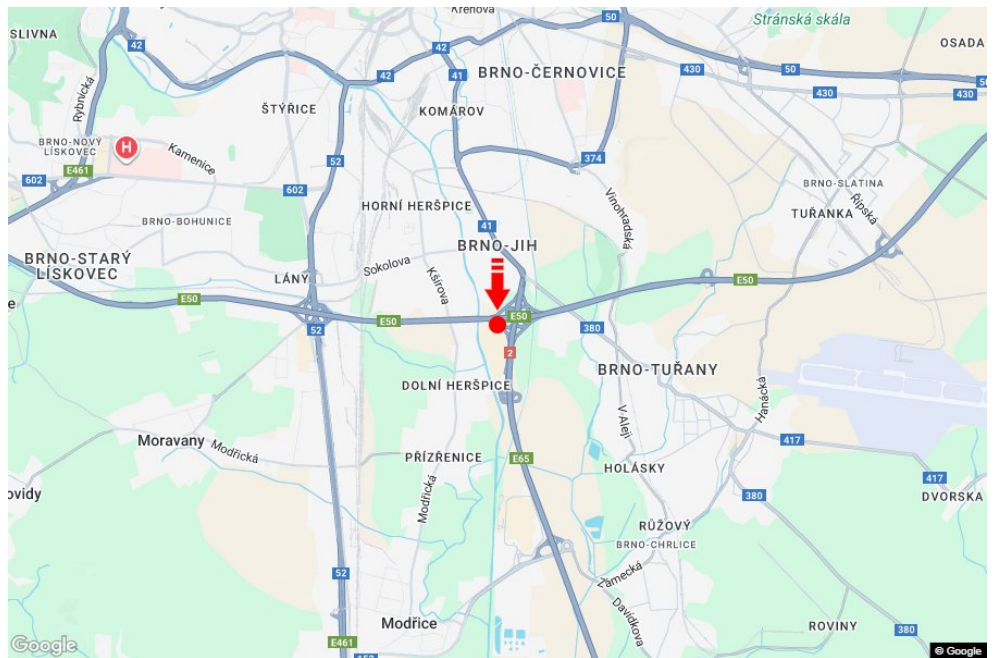 Křenová
Stránská skála
SLIVNA
42
50
42
42
41
BRNO-ČERNOVICE
430
50
OSADA
430
430
50
Rybnická
ŠTÝŘICE
KOMÁROV
BRNO-NOVÝ
LÍSKOVEC
H
Kamenice
52
374
602
E461
602
Vinohradská
BRNO-SLATINA
Řípská
TUŘANKA
HORNÍ HERŠPICE
BRNO-BOHUNICE
41
BRNO-JIH
BRNO-STARÝ
LÍSKOVEC
LÁNY
Sokolova
Kšírova
E50
E50
E50
E50
52
380
2
DOLNÍ HERŠPICE
BRNO-TUŘANY
Hanácká
V Aleji
Moravany
Modřická
PŘÍZŘENICE
E65
417
417
HOLÁSKY
Modřická
380
DVORSKA
ovidy
RŮŽOVÝ
BRNO-CHRLICE
52
Zámecká
Davídkova
Modřice
ROVINY
380
E461
Google
© Google